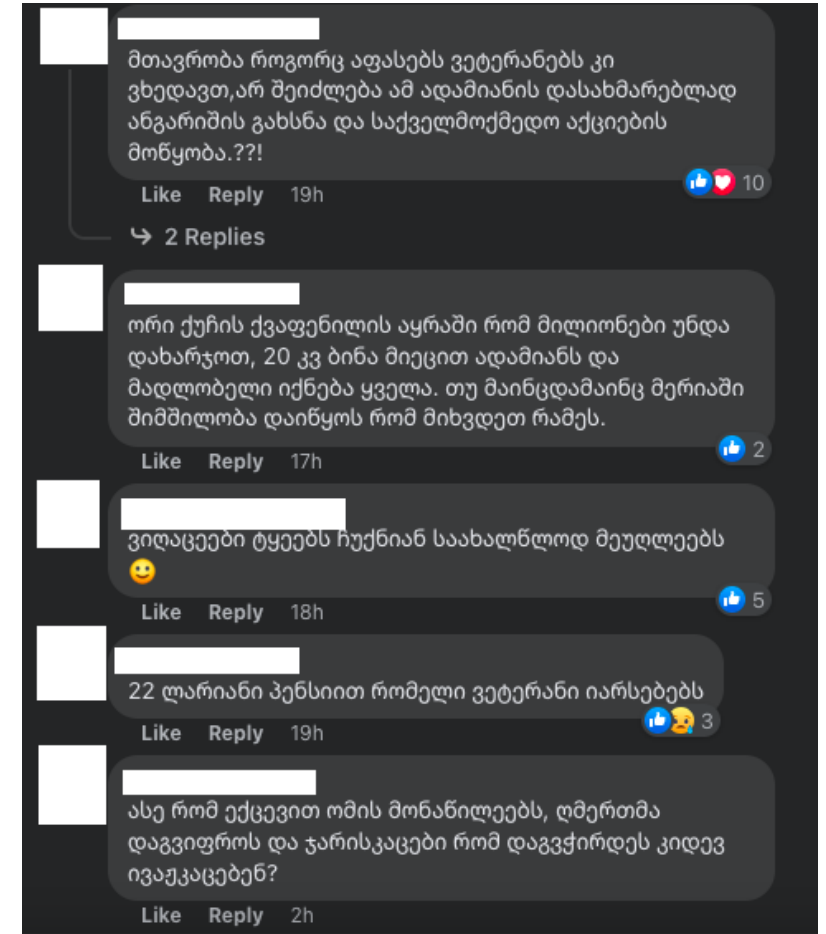 მთავრობა როგორც აფასებს ვეტერანებს კი
ვხედავთ,არ შეიძლება ამ ადამიანის დასახმარებლად
ანგარიშის გახსნა და საქველმოქმედო აქციების
მოწყობა.??!
10
Like Reply 19h
2 Replies
ორი ქუჩის ქვაფენილის აყრაში რომ მილიონები უნდა
დახარჯოთ, 20 კვ ბინა მიეცით ადამიანს და
მადლობელი იქნება ყველა. თუ მაინცდამაინც მერიაში
შიმშილობა დაიწყოს რომ მიხვდეთ რამეს.
2
Like Reply 17h
ვიღაცეები ტყეებს ჩუქნიან საახალწლოდ მეუღლეებს
🙂
5
Like Reply 18h
22 ლარიანი პენსიით რომელი ვეტერანი იარსებებს
3
Like Reply 19h
ასე რომ ექცევით ომის მონაწილეებს, ღმერთმა
დაგვიფროს და ჯარისკაცები რომ დაგვჭირდეს კიდევ
ივაჟკაცებენ?
Like Reply 2h